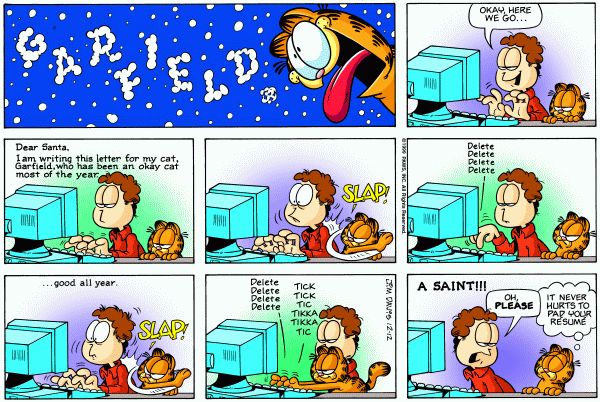 GARFIELD
OKAY, HERE
WE GO...
Dear Santa,
I am writing this letter for my cat,
Garfield, who has been an okay cat
most of the year.
SLAP!
©1999 PAWS, INC. All Rights Reserved.
Delete
Delete
Delete
Delete
...good all year.
SLAP!
Delete
Delete
Delete
Delete
TICK
TICK
TIC
TIKKA
TIKKA
TIC
JIM DAVIS 12·12
A SAINT!!!
OH,
PLEASE
IT NEVER
HURTS TO
PAD YOUR
RESUME